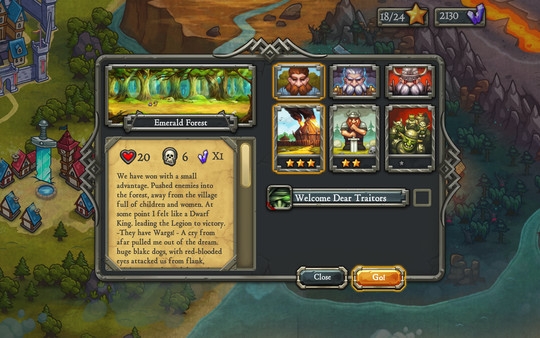 18/24
2130
Emerald Forest
20
6
X1
We have won with a small
advantage. Pushed enemies into
the forest, away from the village
full of children and women. At
some point I felt like a Dwarf
King, leading the Legion to victory.
-They have Wargs! - A cry from
afar pulled me out of the dream.
huge blakc dogs, with red-blooded
eyes attacked us from flank,
Welcome Dear Traitors
Close
Go!